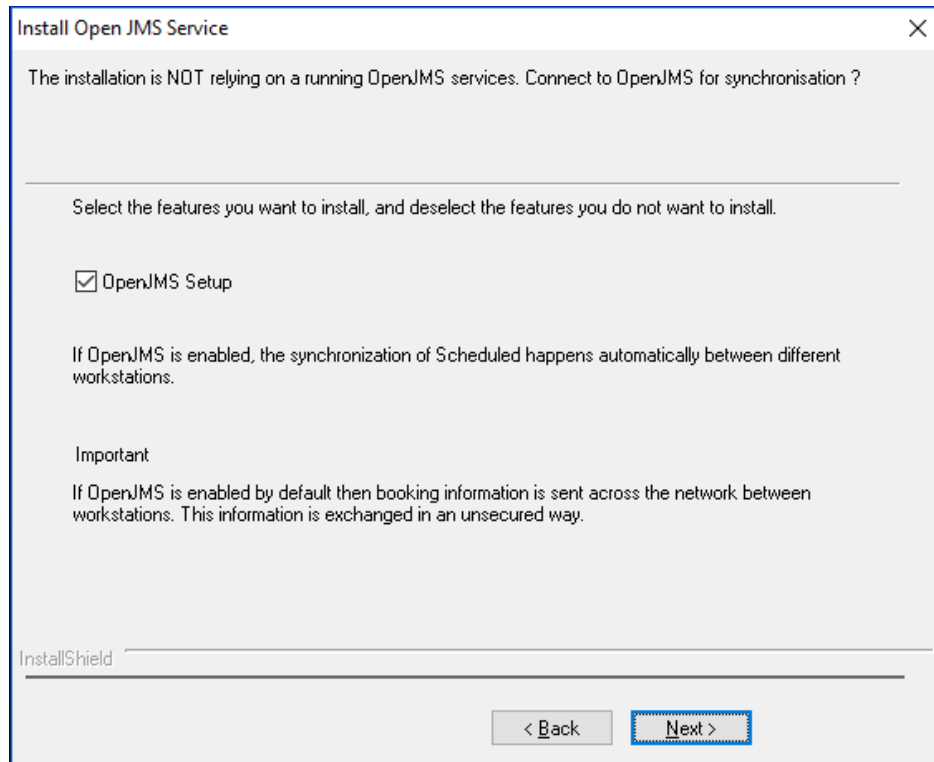 Install Open JMS Service
The installation is NOT relying on a running OpenJMS services. Connect to OpenJMS for synchronisation ?
Select the features you want to install, and deselect the features you do not want to install.
OpenJMS Setup
If OpenJMS is enabled, the synchronization of Scheduled happens automatically between different
workstations.
Important
If OpenJMS is enabled by default then booking information is sent across the network between
workstations. This information is exchanged in an unsecured way.
InstallShield
< Back
Next >